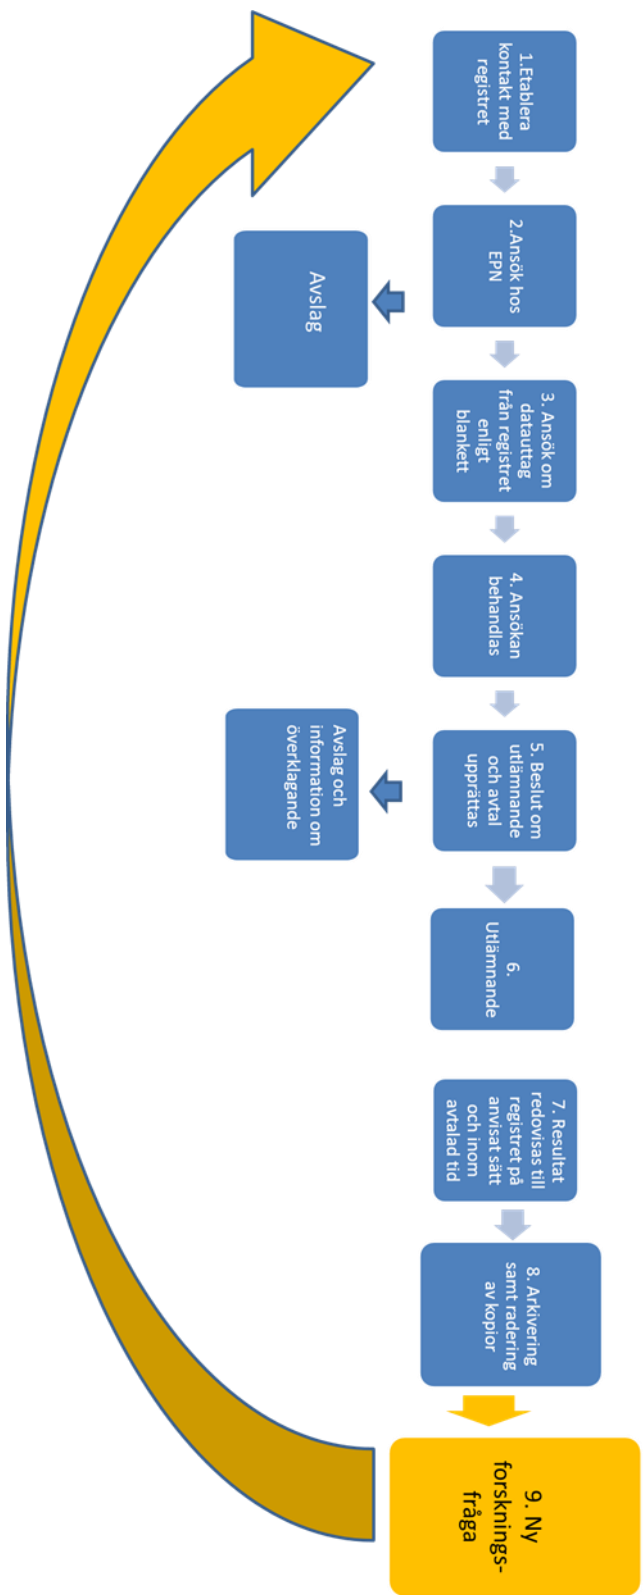 1.Etablera
kontakt med
registret
2.Ansök hos
EPN
Avslag
3. Ansök om
datauttag
från registret
enligt
blankett
4. Ansökan
behandlas
5. Beslut om
utlämnande
och avtal
upprättas
Avslag och
information om
överklagande
6.
Utlämnande
7. Resultat
redovisas till
registret på
anvisat sätt
och inom
avtalad tid
8. Arkivering
samt radering
av kopior
9. Ny
forsknings-
fråga